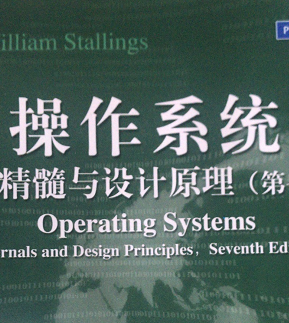 illiam Stallings
操作系统
精髓与设计原理（第
Operating Systems
rnals and Design Principles, Seventh Ed